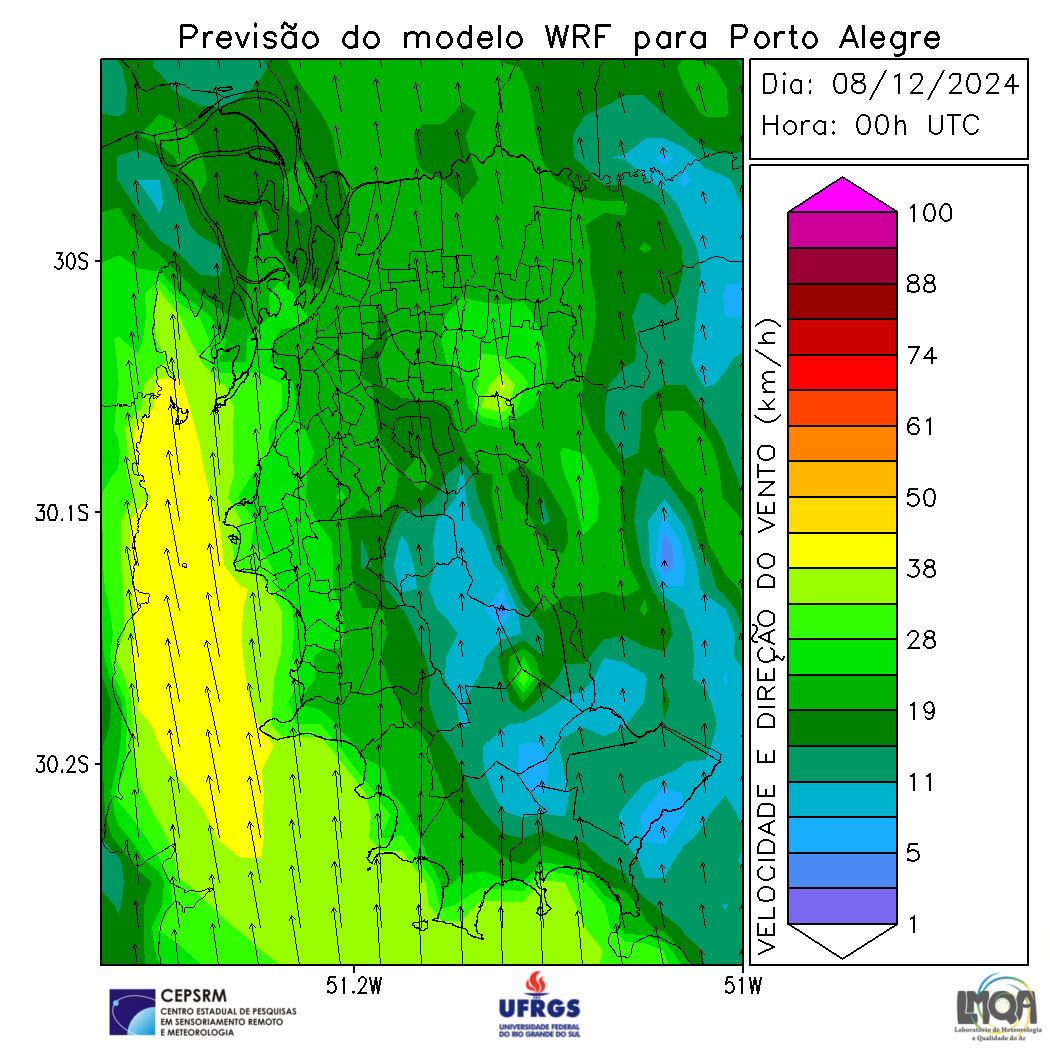 Previsão do modelo WRF para Porto Alegre
Dia: 08/12/2024
Hora: 00h UTC
30S
30.1S
30.2S
51.2W
51W
VELOCIDADE E DIREÇÃO DO VENTO (km/h)
100
88
74
61
50
38
28
19
11
5
1
CEPSRM
CENTRO ESTADUAL DE PESQUISAS
EM SENSORIAMENTO REMOTO
E METEOROLOGIA
UFRGS
UNIVERSIDADE FEDERAL
DO RIO GRANDE DO SUL
LMQA
Laboratório de Meteorologia
e Qualidade do Ar